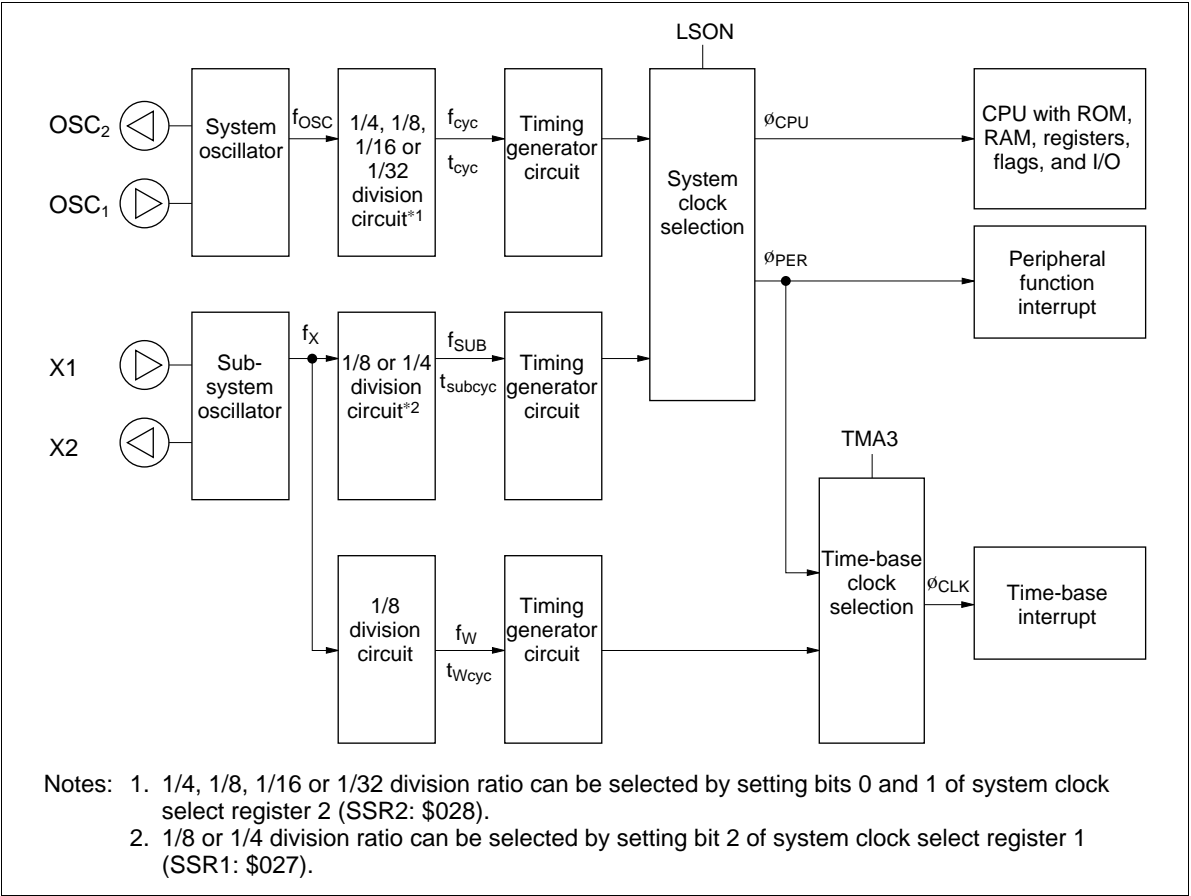 LSON
OSC₂
System
oscillator
fOSC
1/4, 1/8,
1/16 or
1/32
division
circuit*1
fcyc
tcyc
Timing
generator
circuit
OSC₁
System
clock
selection
øCPU
CPU with ROM,
RAM, registers,
flags, and I/O
øPER
Peripheral
function
interrupt
X1
X2
Sub-
system
oscillator
fX
1/8 or 1/4
division
circuit*2
fSUB
tsubcyc
Timing
generator
circuit
TMA3
1/8
division
circuit
fW
tWcyc
Timing
generator
circuit
Time-base
clock
selection
øCLK
Time-base
interrupt
Notes: 1. 1/4, 1/8, 1/16 or 1/32 division ratio can be selected by setting bits 0 and 1 of system clock
select register 2 (SSR2: $028).
2. 1/8 or 1/4 division ratio can be selected by setting bit 2 of system clock select register 1
(SSR1: $027).